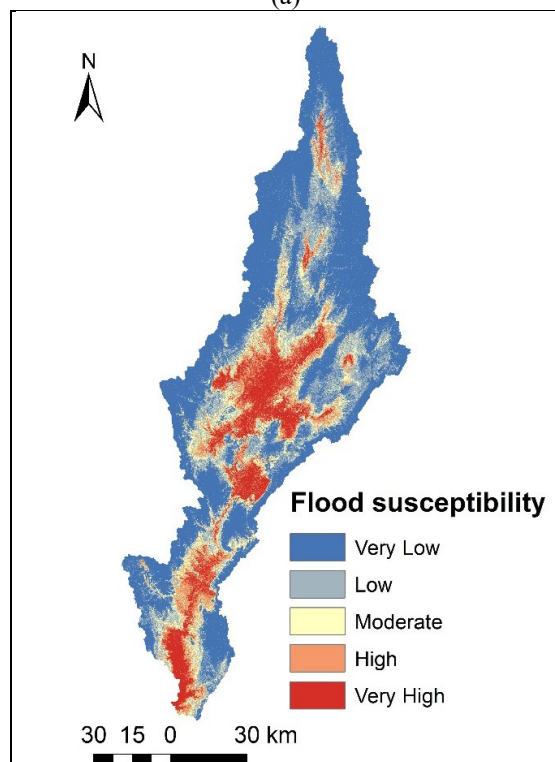 (a)
N
Flood susceptibility
Very Low
Low
Moderate
High
Very High
30 15 0 30 km